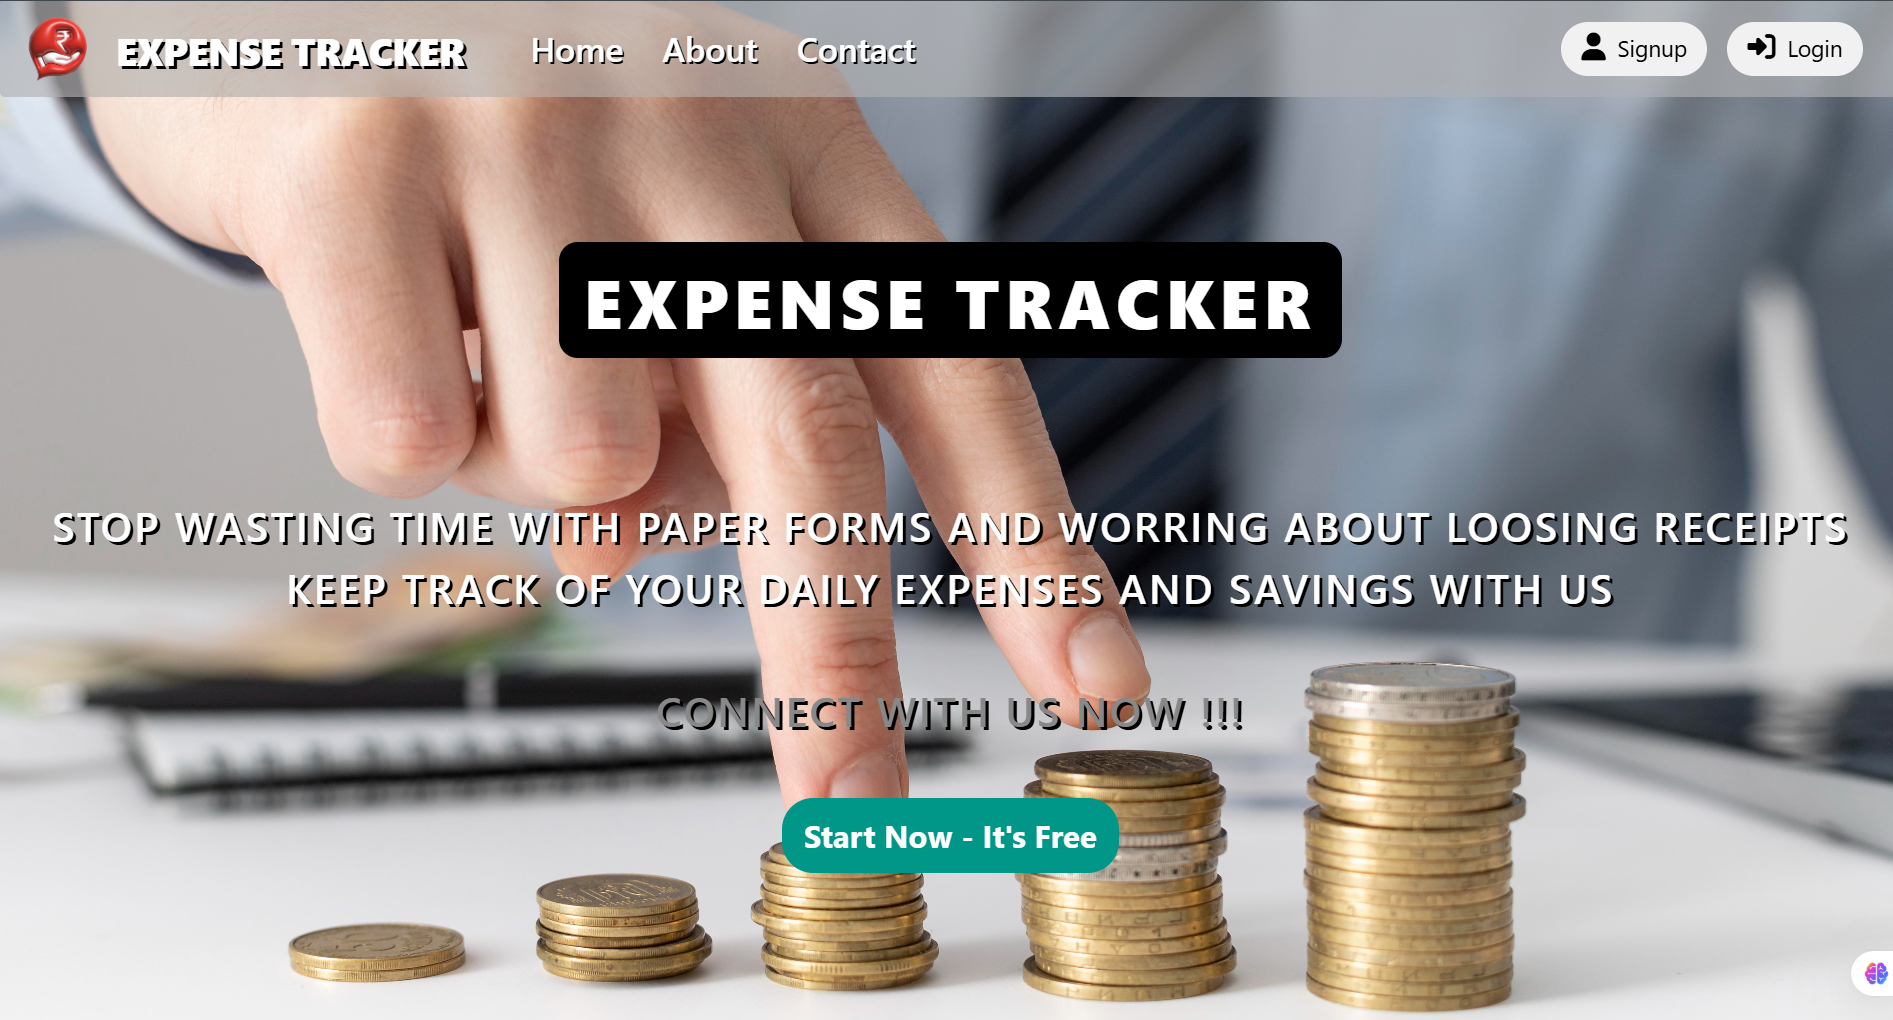 EXPENSE TRACKER
Home About Contact
Signup
Login
EXPENSE TRACKER
STOP WASTING TIME WITH PAPER FORMS AND WORRING ABOUT LOOSING RECEIPTS
KEEP TRACK OF YOUR DAILY EXPENSES AND SAVINGS WITH US
CONNECT WITH US NOW !!!
Start Now - It's Free